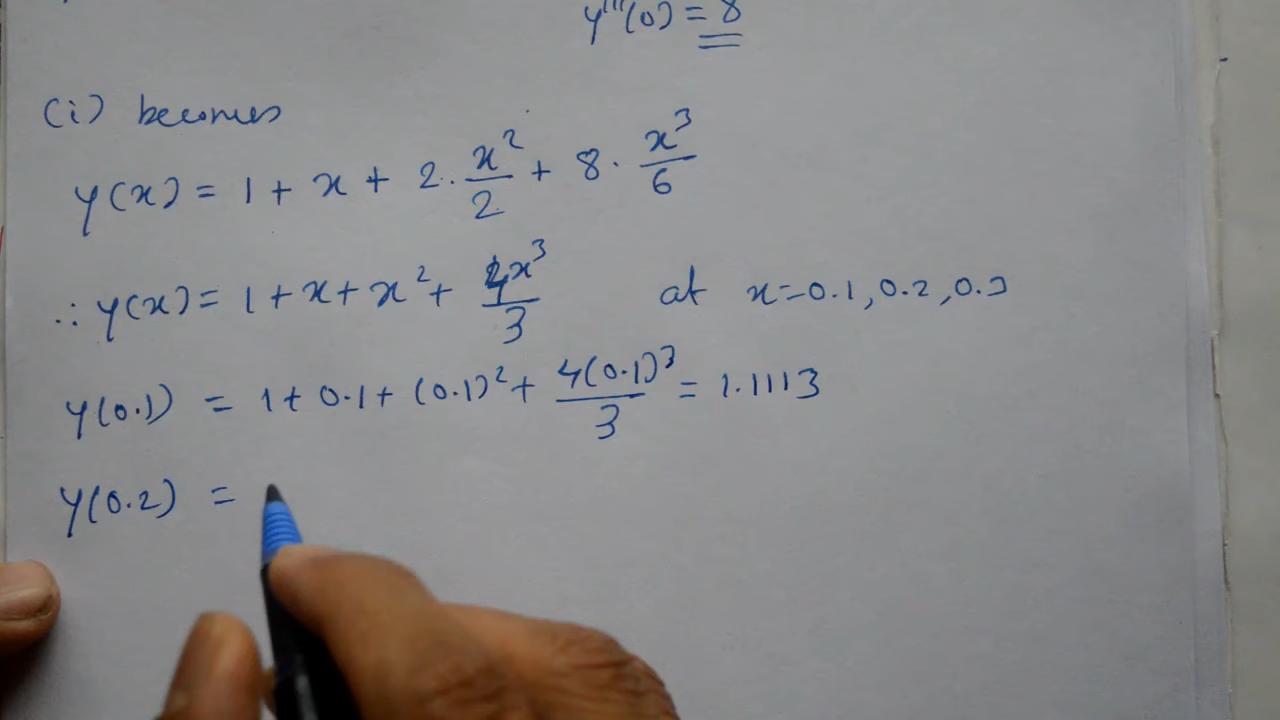 y'''(0) = 8
(i) becomes
y(x) = 1 + x + 2 · x²/2 + 8 · x³/6
∴ y(x) = 1 + x + x² + 4x³/3 at x = 0.1, 0.2, 0.3
y(0.1) = 1 + 0.1 + (0.1)² + 4(0.1)³/3 = 1.1113
y(0.2) =